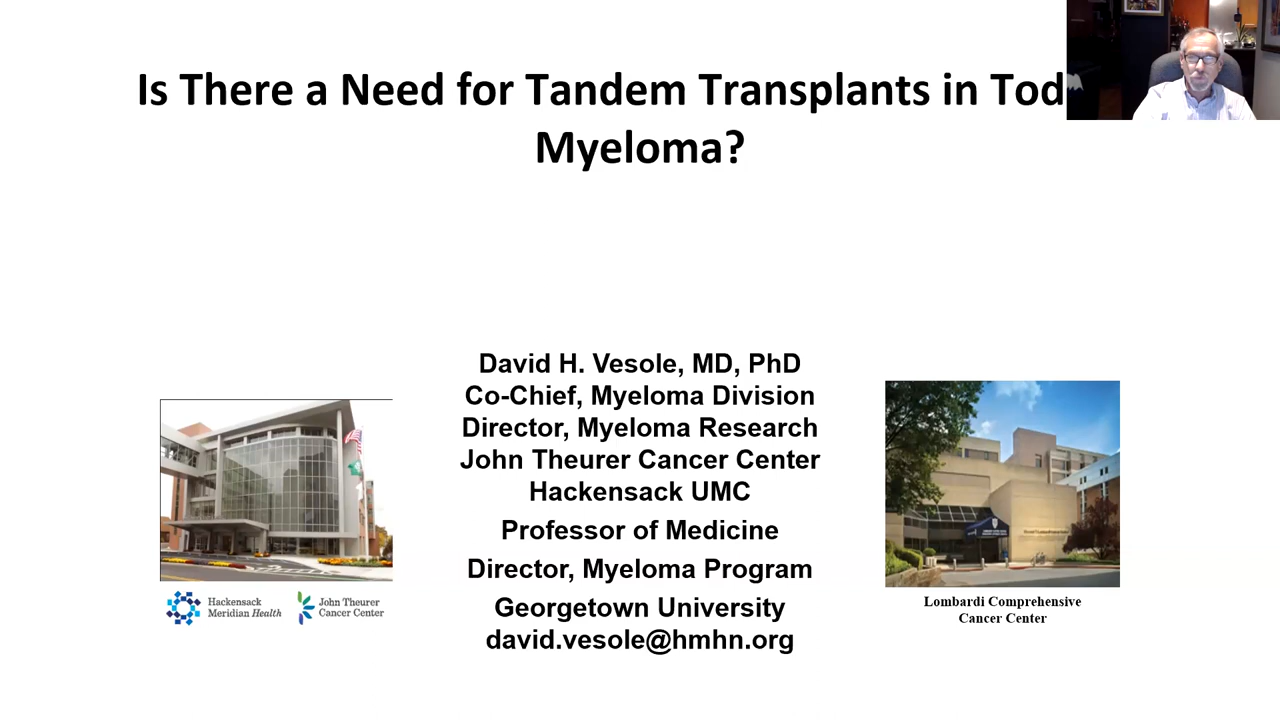 Is There a Need for Tandem Transplants in Tod
Myeloma?
David H. Vesole, MD, PhD
Co-Chief, Myeloma Division
Director, Myeloma Research
John Theurer Cancer Center
Hackensack UMC
Professor of Medicine
Director, Myeloma Program
Georgetown University
david.vesole@hmhn.org
Hackensack
Meridian Health
John Theurer
Cancer Center
Lombardi Comprehensive
Cancer Center